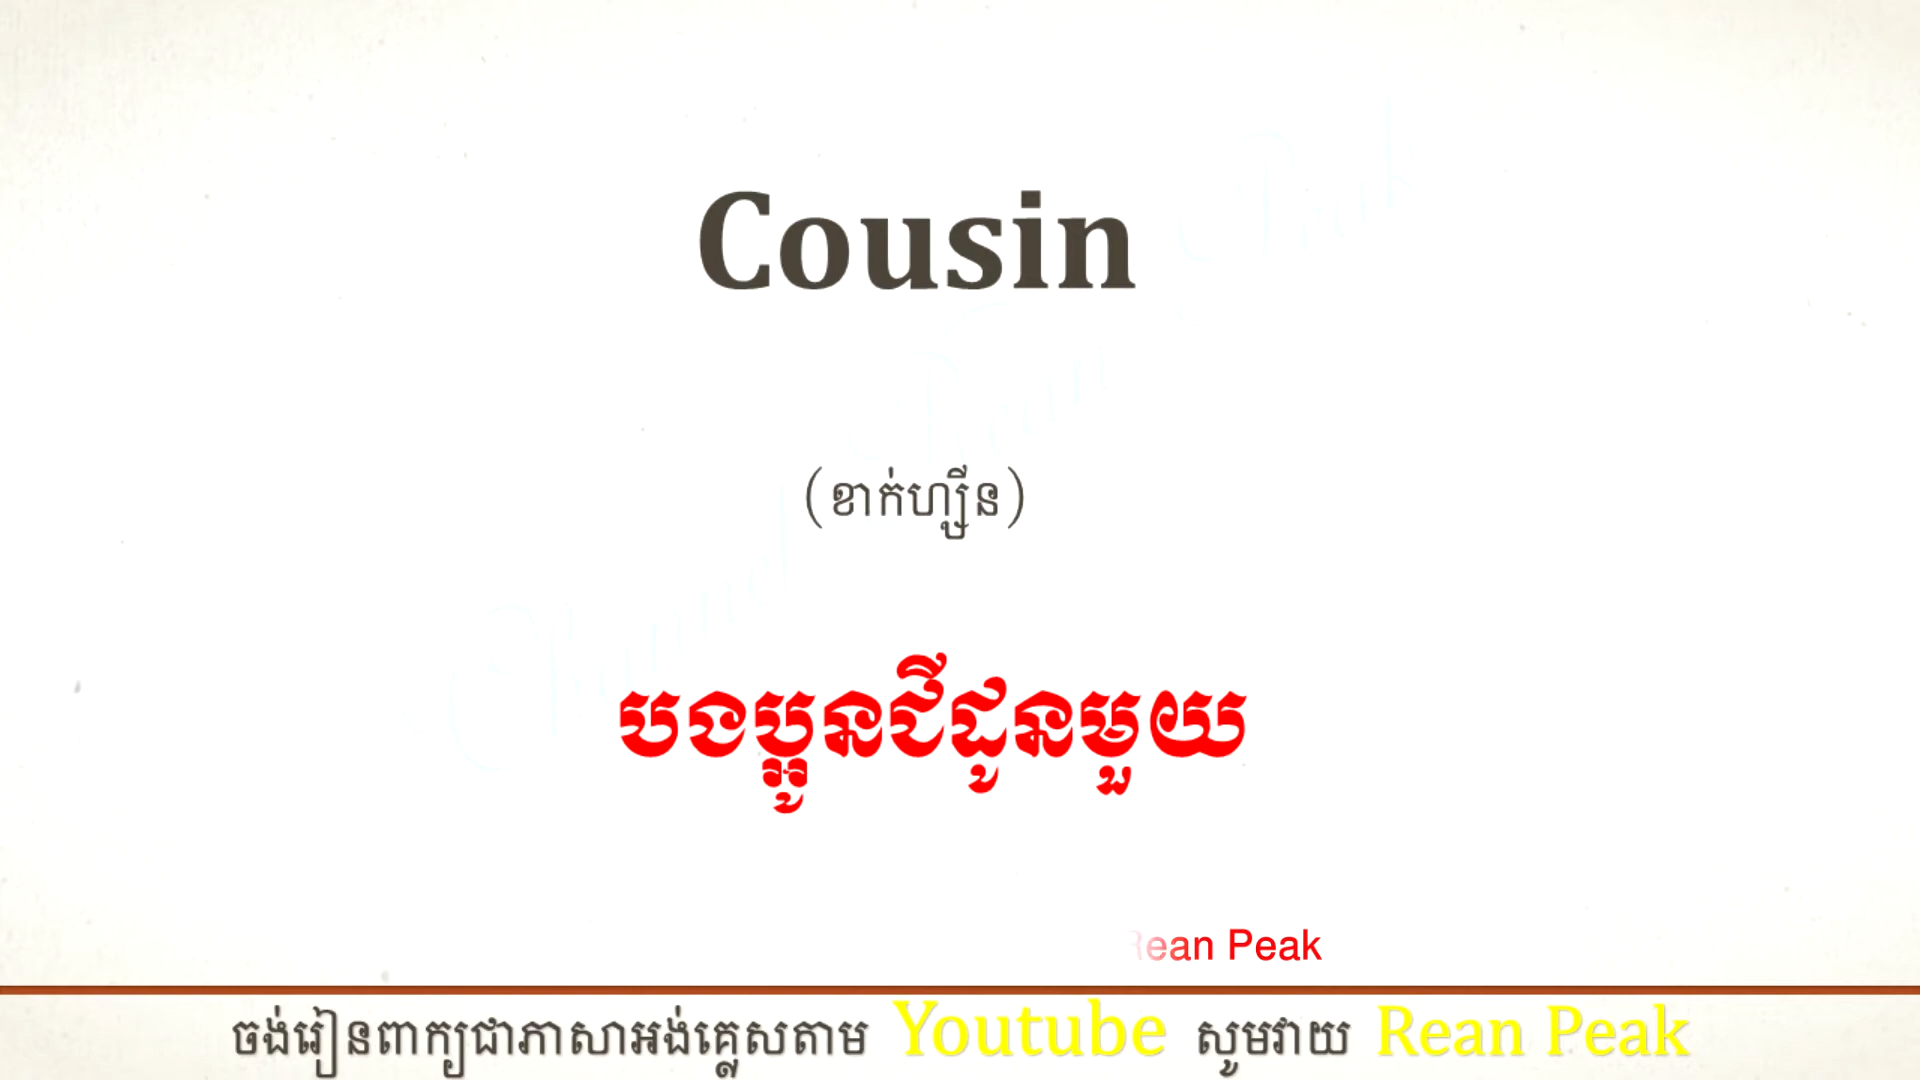 Cousin
(ខាក់ហ្ស៊ីន)
បងប្អូនជីដូនមួយ
Rean Peak
ចង់រៀនពាក្យជាភាសាអង់គ្លេសតាម Youtube សូមវាយ Rean Peak